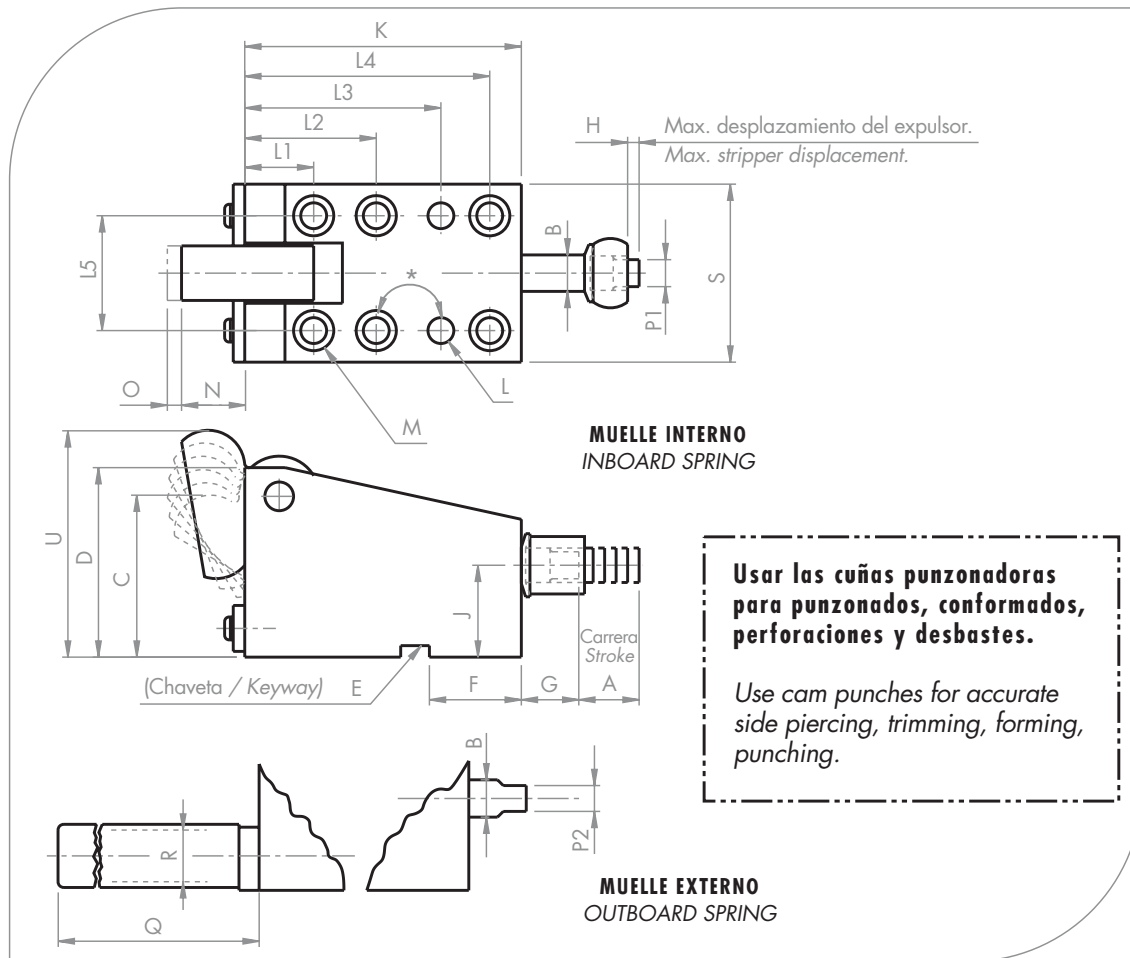 K
L4
L3
L2
L1
H
Max. desplazamiento del expulsor.
Max. stripper displacement.
L5
*
B
P1
S
O
N
M
L
MUELLE INTERNO
INBOARD SPRING
U
D
C
J
Carrera
Stroke
(Chaveta / Keyway)
E
F
G
A
Usar las cuñas punzonadoras
para punzonados, conformados,
perforaciones y desbastes.
Use cam punches for accurate
side piercing, trimming, forming,
punching.
B
P2
R
Q
MUELLE EXTERNO
OUTBOARD SPRING